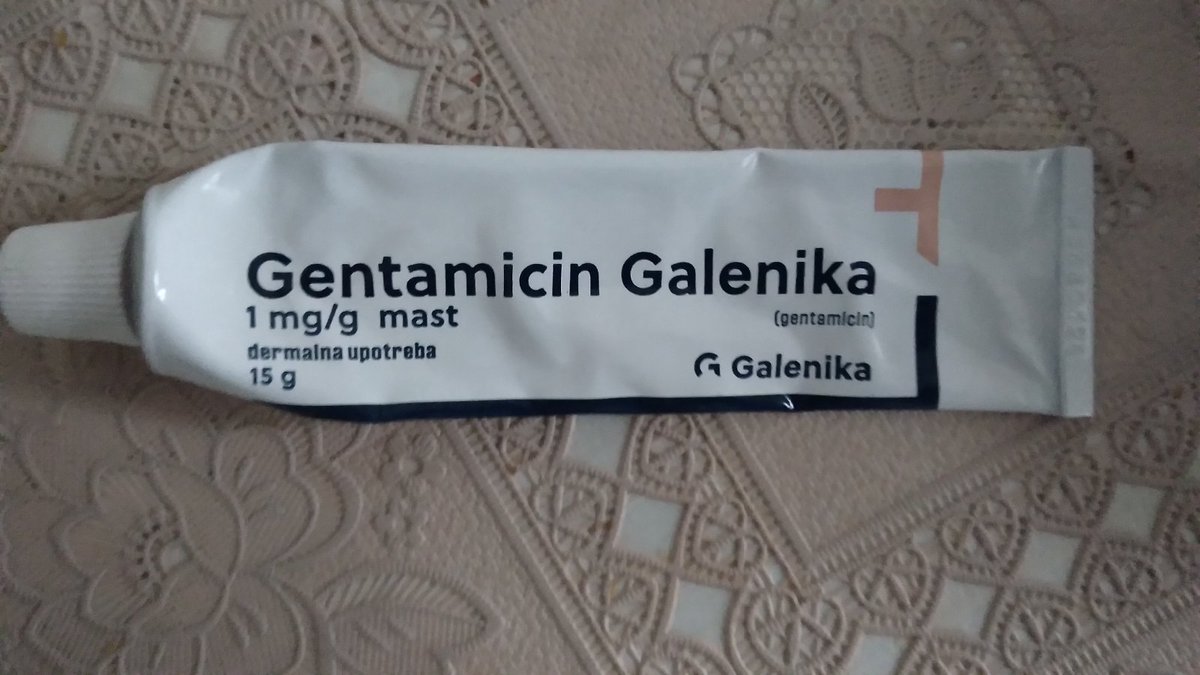 Gentamicin Galenika
1 mg/g mast
(gentamicin)
dermalna upotreba
15 g
Galenika